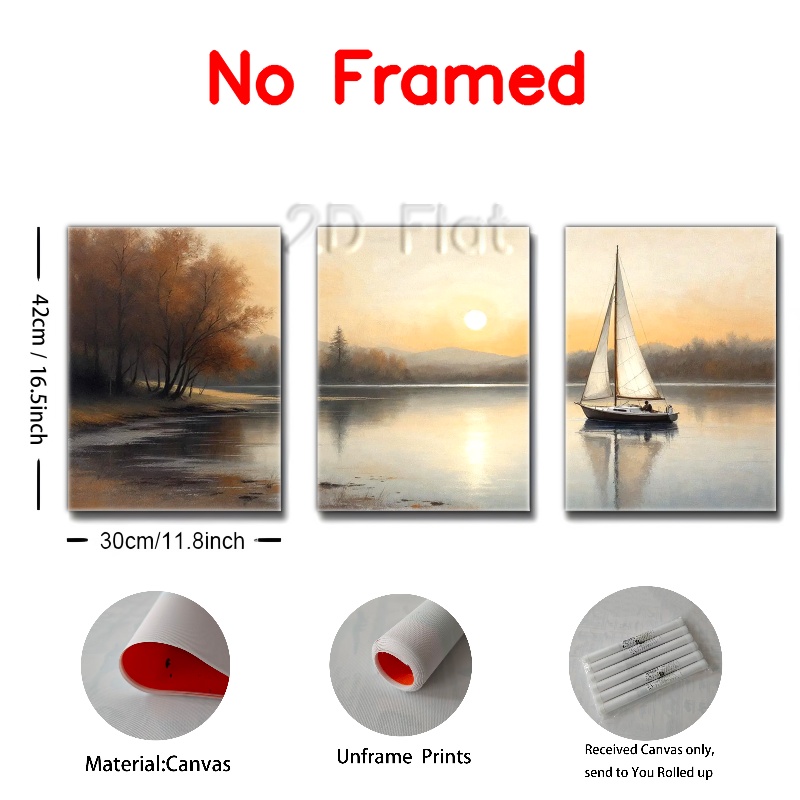 No Framed
2D Flat
42cm / 16.5inch
30cm/11.8inch
Material:Canvas
Unframe Prints
Received Canvas only,
send to You Rolled up